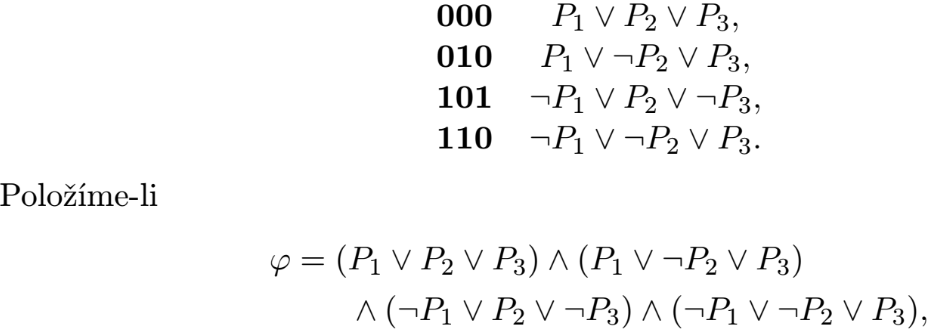 000 P₁ ∨ P₂ ∨ P₃,
010 P₁ ∨ ¬P₂ ∨ P₃,
101 ¬P₁ ∨ P₂ ∨ ¬P₃,
110 ¬P₁ ∨ ¬P₂ ∨ P₃.
Položíme-li
φ = (P₁ ∨ P₂ ∨ P₃) ∧ (P₁ ∨ ¬P₂ ∨ P₃)
∧ (¬P₁ ∨ P₂ ∨ ¬P₃) ∧ (¬P₁ ∨ ¬P₂ ∨ P₃),